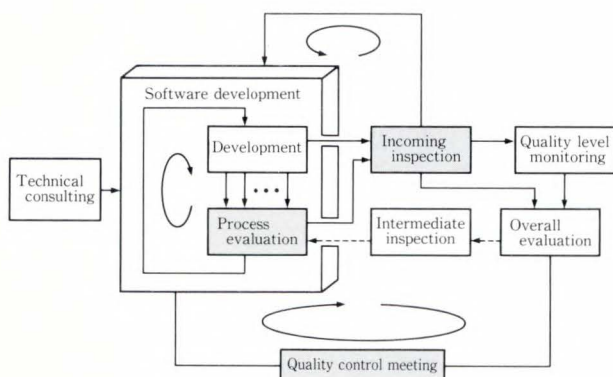 Software development
Development
Incoming
inspection
Quality level
monitoring
Technical
consulting
Process
evaluation
Intermediate
inspection
Overall
evaluation
Quality control meeting